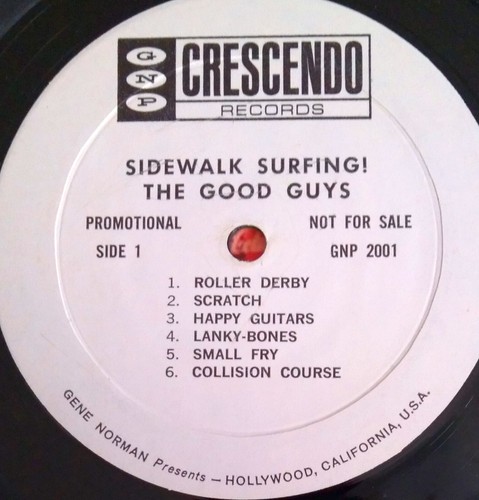 GNP
CRESCENDO
RECORDS
SIDEWALK SURFING!
THE GOOD GUYS
PROMOTIONAL NOT FOR SALE
SIDE 1 GNP 2001
1. ROLLER DERBY
2. SCRATCH
3. HAPPY GUITARS
4. LANKY-BONES
5. SMALL FRY
6. COLLISION COURSE
GENE NORMAN Presents – HOLLYWOOD, CALIFORNIA, U.S.A.